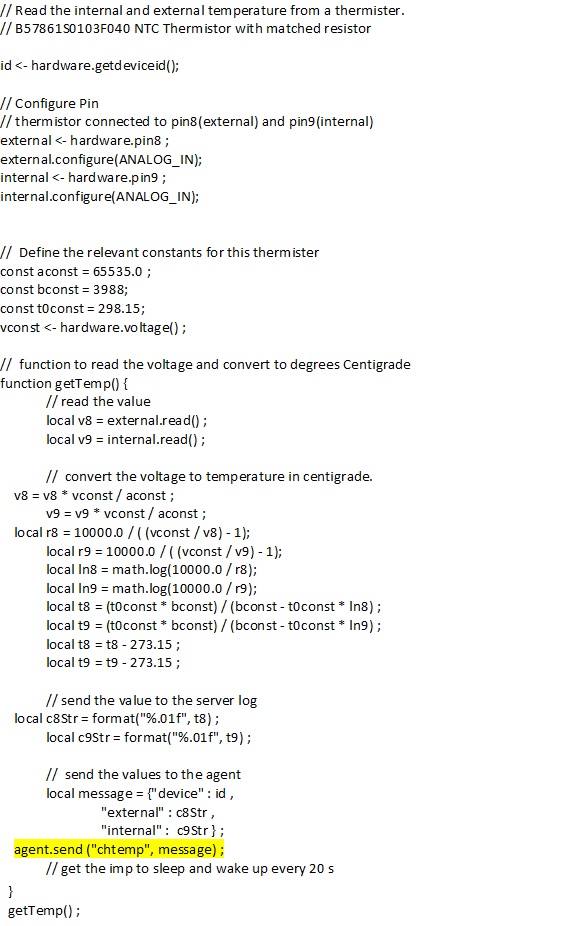 // Read the internal and external temperature from a thermister.
// B57861S0103F040 NTC Thermistor with matched resistor
id <- hardware.getdeviceid();
// Configure Pin
// thermistor connected to pin8(external) and pin9(internal)
external <- hardware.pin8 ;
external.configure(ANALOG_IN);
internal <- hardware.pin9 ;
internal.configure(ANALOG_IN);
// Define the relevant constants for this thermister
const aconst = 65535.0 ;
const bconst = 3988;
const t0const = 298.15;
vconst <- hardware.voltage() ;
// function to read the voltage and convert to degrees Centigrade
function getTemp() {
// read the value
local v8 = external.read() ;
local v9 = internal.read() ;
// convert the voltage to temperature in centigrade.
v8 = v8 * vconst / aconst ;
v9 = v9 * vconst / aconst ;
local r8 = 10000.0 / ( (vconst / v8) - 1);
local r9 = 10000.0 / ( (vconst / v9) - 1);
local ln8 = math.log(10000.0 / r8);
local ln9 = math.log(10000.0 / r9);
local t8 = (t0const * bconst) / (bconst - t0const * ln8) ;
local t9 = (t0const * bconst) / (bconst - t0const * ln9) ;
local t8 = t8 - 273.15 ;
local t9 = t9 - 273.15 ;
// send the value to the server log
local c8Str = format("%.01f", t8) ;
local c9Str = format("%.01f", t9) ;
// send the values to the agent
local message = {"device" : id ,
"external" : c8Str ,
"internal" : c9Str } ;
agent.send ("chtemp", message) ;
// get the imp to sleep and wake up every 20 s
}
getTemp() ;